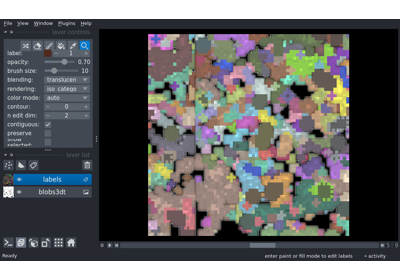 File View Window Plugins Help
layer controls
label: 1
opacity: 0.70
brush size: 10
blending: translucen
rendering: iso_catego
color mode: auto
contour: 0
n edit dim: 2
contiguous:
preserve
show
selected:
layer list
labels
blobs3dt
Ready
enter paint or fill mode to edit labels
activity